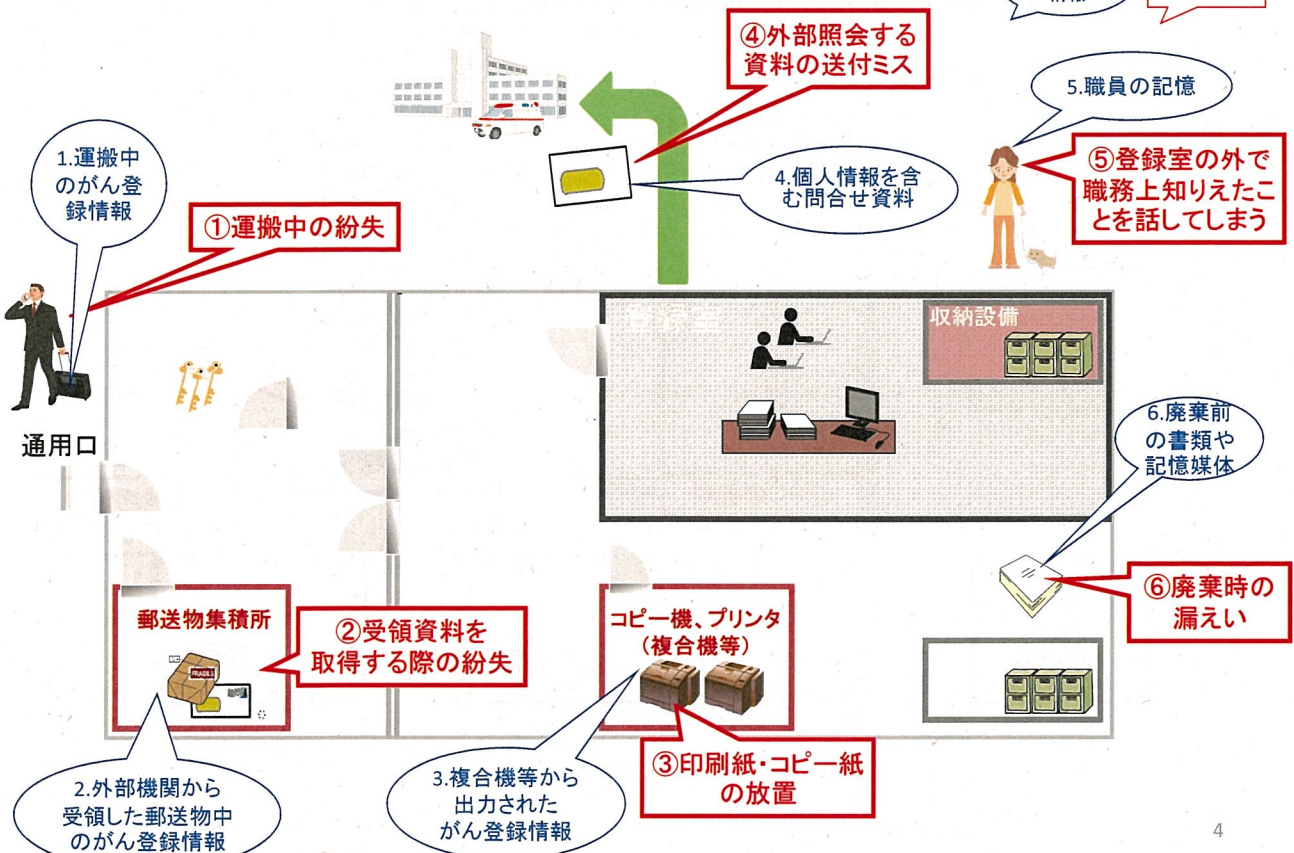 情報
④外部照会する
資料の送付ミス
5.職員の記憶
1.運搬中
のがん登
録情報
⑤登録室の外で
職務上知りえたこ
とを話してしまう
4.個人情報を含
む問合せ資料
①運搬中の紛失
登録室
収納設備
通用口
6.廃棄前
の書類や
記憶媒体
⑥廃棄時の
漏えい
郵送物集積所
②受領資料を
取得する際の紛失
FRAGILE
コピー機、プリンタ
(複合機等)
③印刷紙・コピー紙
の放置
2.外部機関から
受領した郵送物中
のがん登録情報
3.複合機等から
出力された
がん登録情報
4